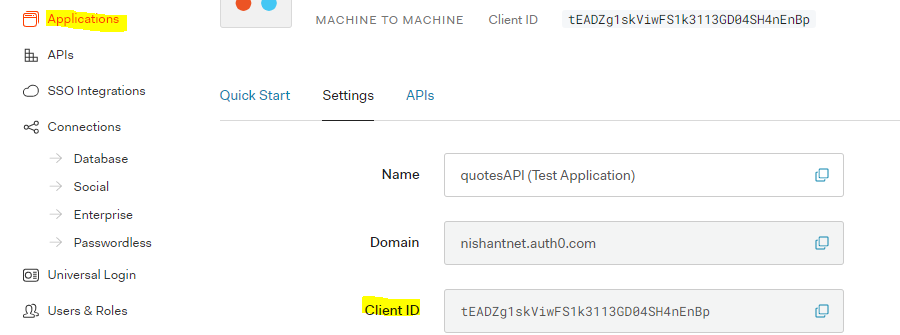 Applications
APIs
SSO Integrations
Connections
Database
Social
Enterprise
Passwordless
Universal Login
Users & Roles
MACHINE TO MACHINE Client ID tEADZg1skViwFS1k3113GD04SH4nEnBp
Quick Start Settings APIs
Name quotesAPI (Test Application)
Domain nishantnet.auth0.com
Client ID tEADZg1skViwFS1k3113GD04SH4nEnBp